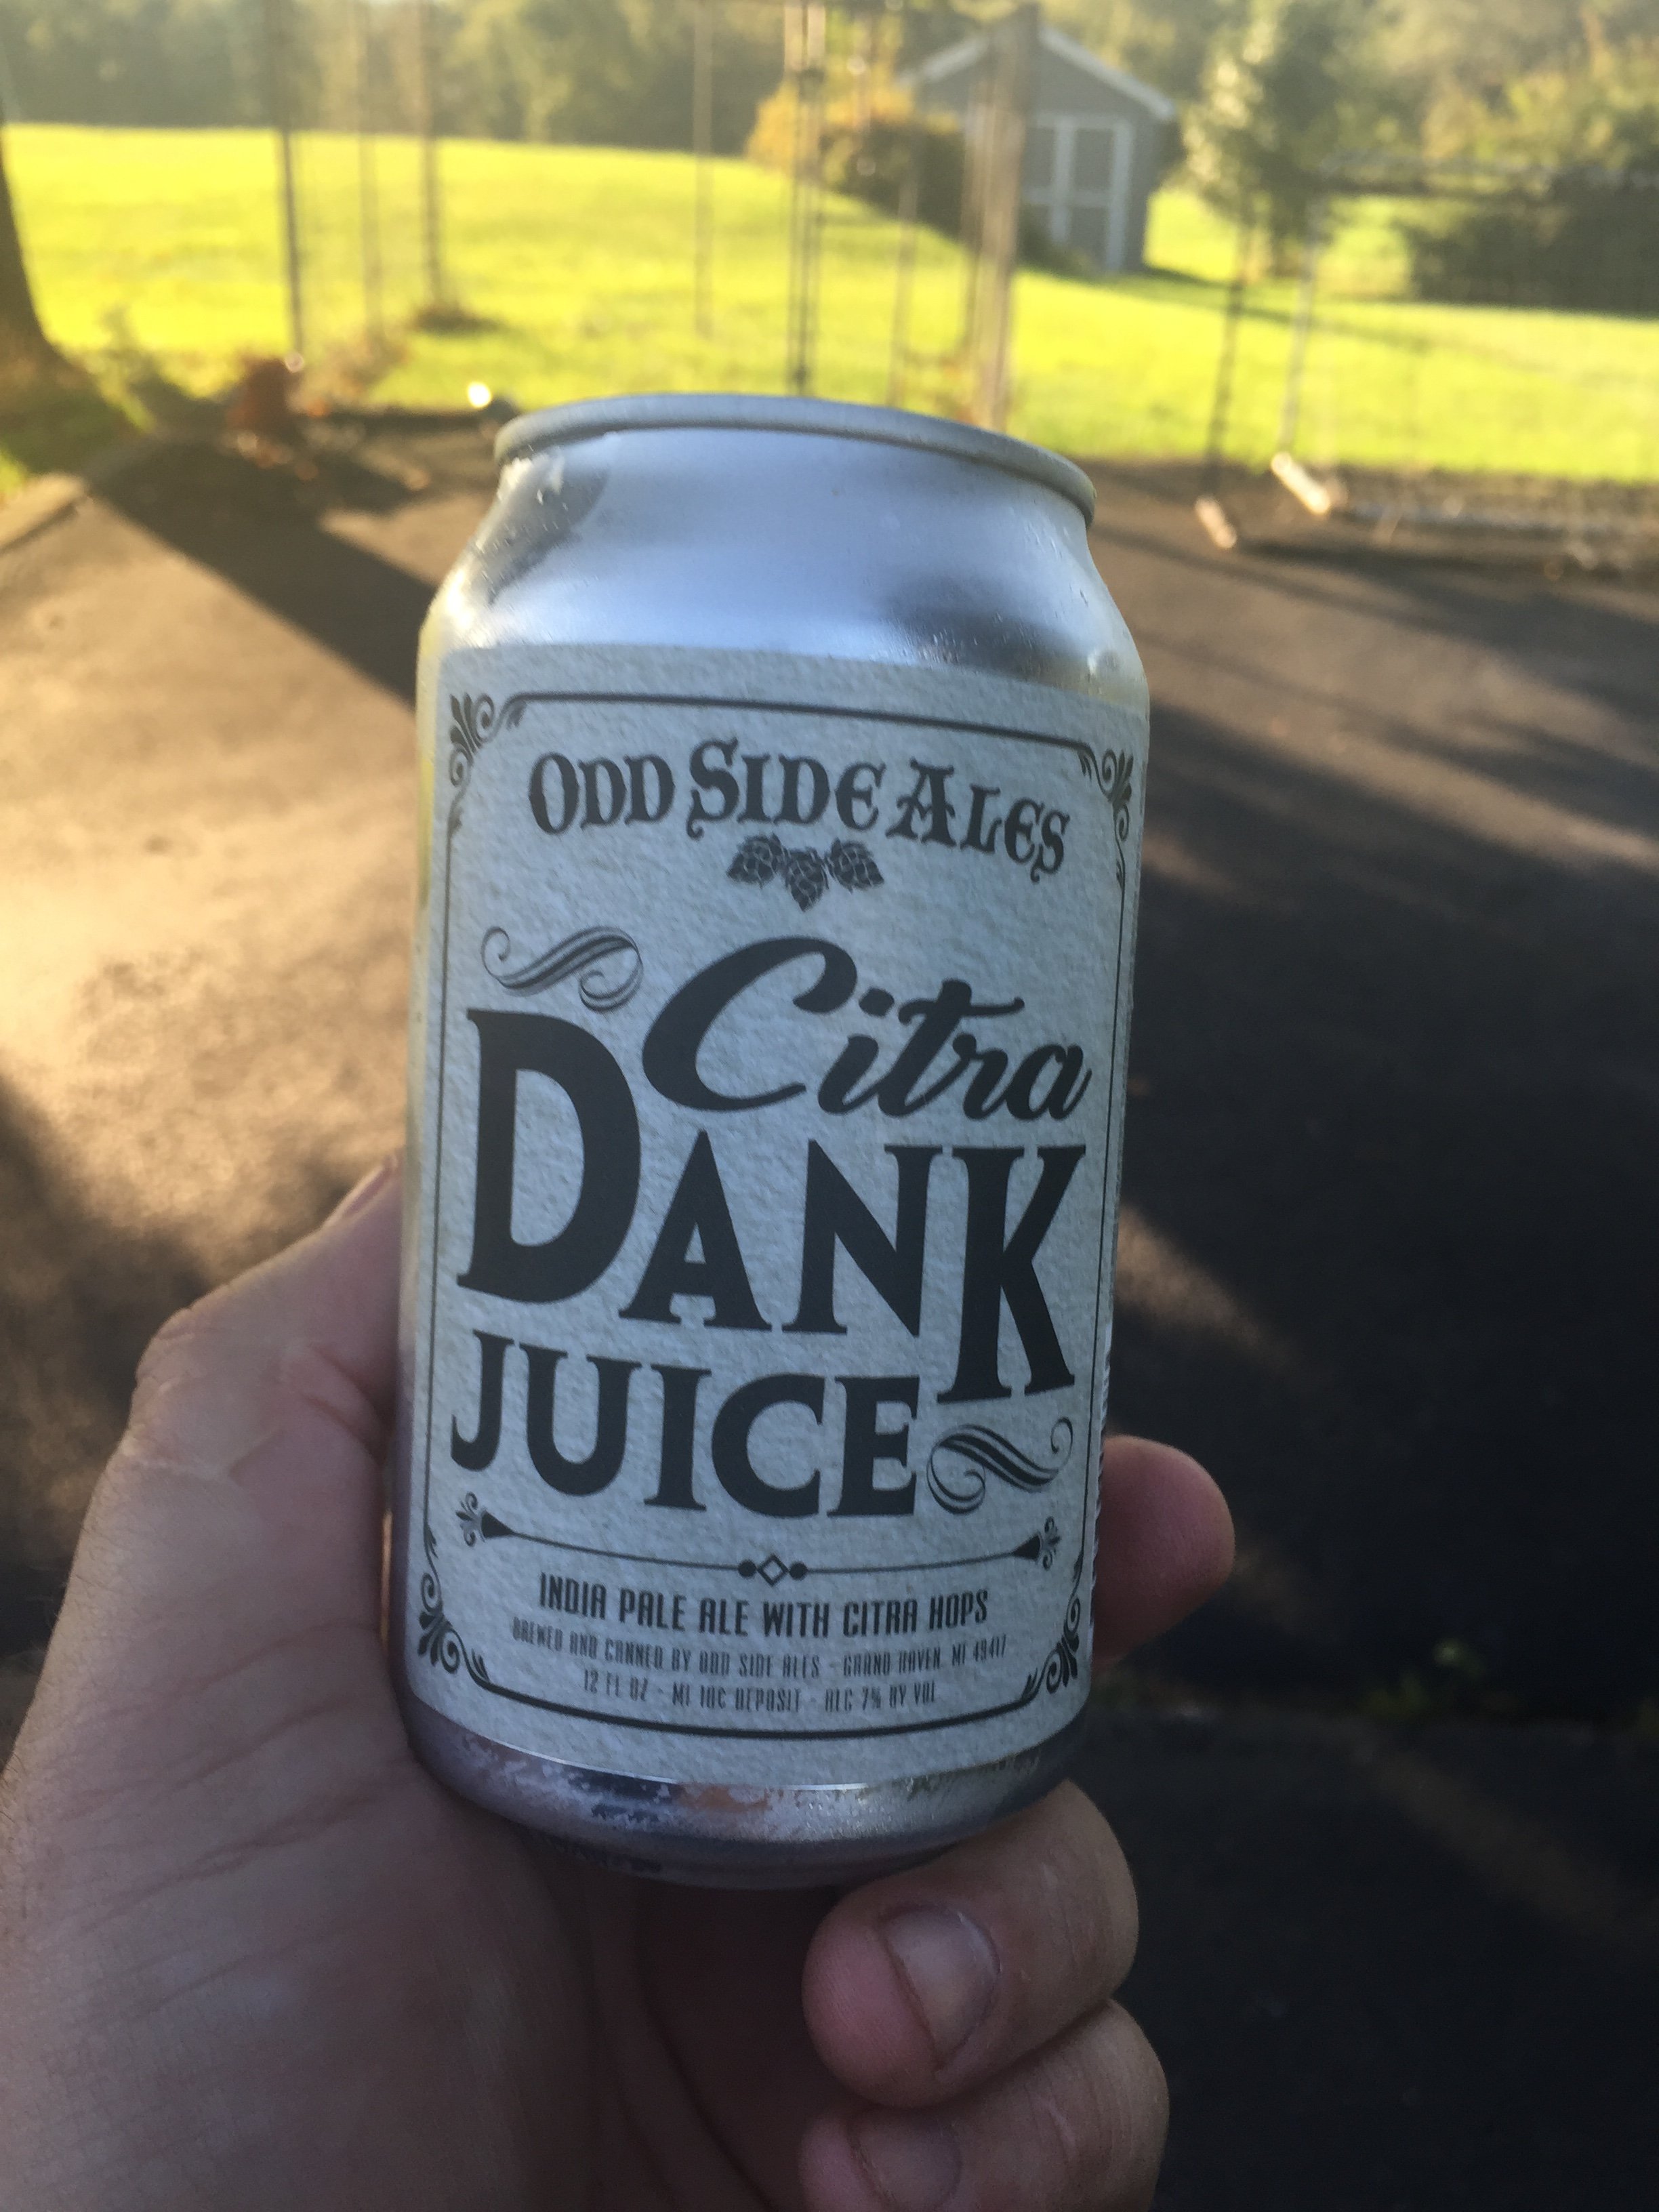 ODD SIDE ALES
Citra
DANK
JUICE
INDIA PALE ALE WITH CITRA HOPS
BREWED AND CANNED BY ODD SIDE ALES - GRAND HAVEN, MI 49417
12 FL OZ - MI 10¢ DEPOSIT - ALC 7% BY VOL